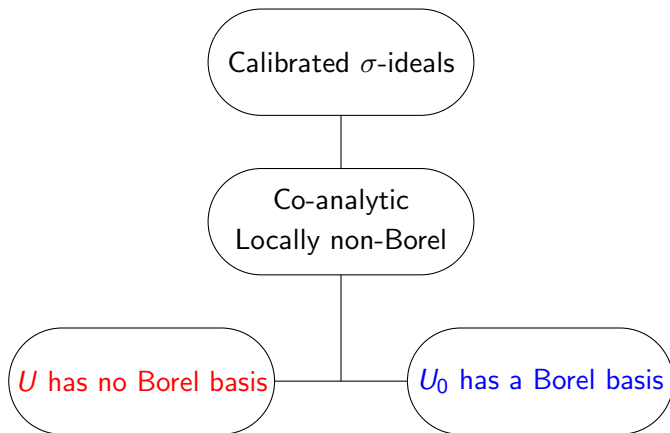 Calibrated σ-ideals
Co-analytic
Locally non-Borel
U has no Borel basis
U₀ has a Borel basis